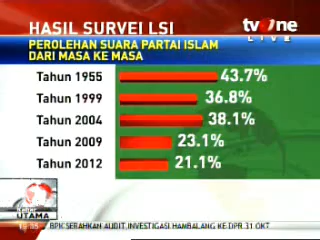 HASIL SURVEI LSI
tvOne
LIVE
PEROLEHAN SUARA PARTAI ISLAM
DARI MASA KE MASA
Tahun 1955 43.7%
Tahun 1999 36.8%
Tahun 2004 38.1%
Tahun 2009 23.1%
Tahun 2012 21.1%
UTAMA
BPK SERAHKAN AUDIT INVESTIGASI HAMBALANG KE DPR 31 OKT